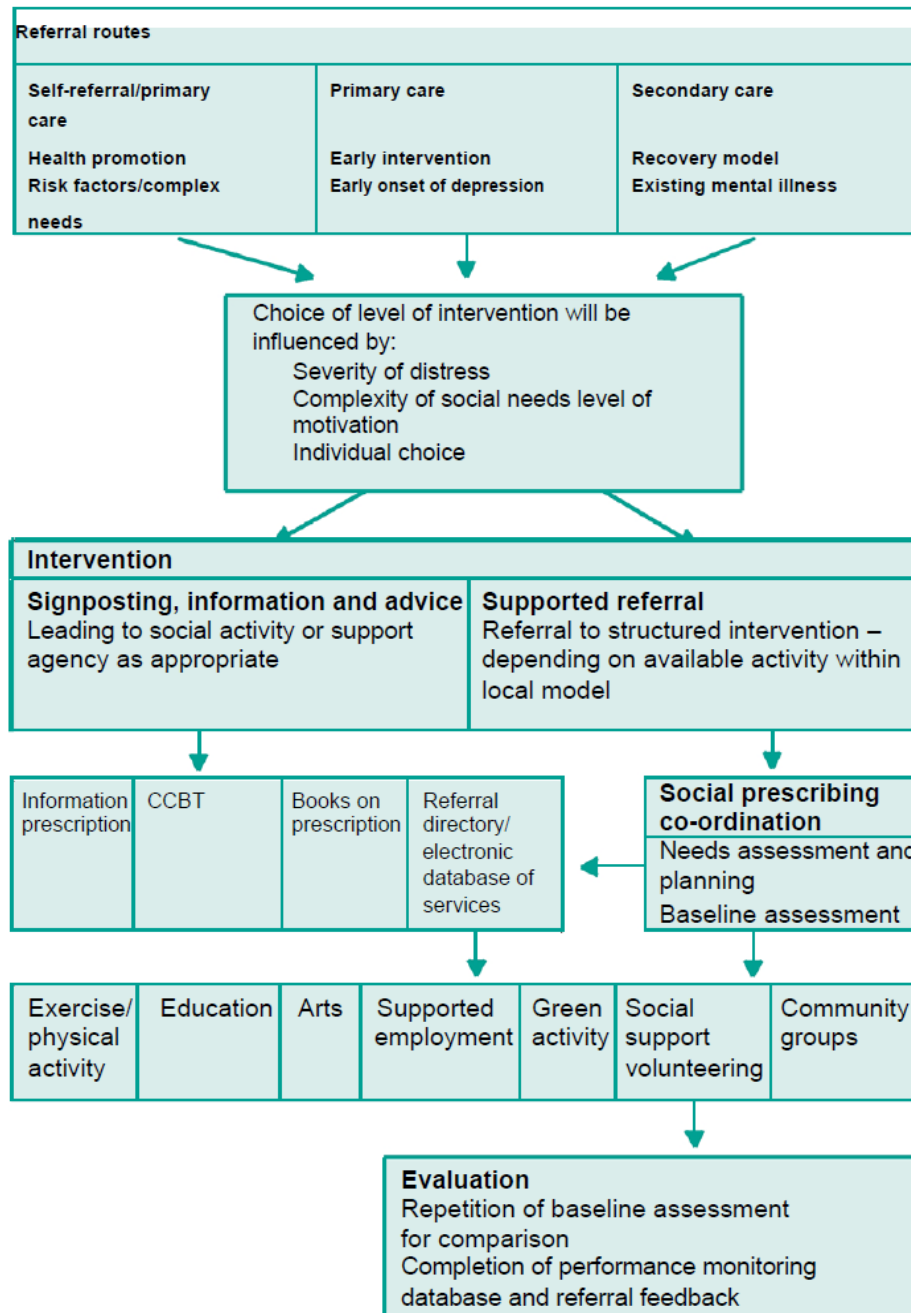 Referral routes
Self-referral/primary
care
Health promotion
Risk factors/complex
needs
Primary care
Early intervention
Early onset of depression
Secondary care
Recovery model
Existing mental illness
Choice of level of intervention will be
influenced by:
Severity of distress
Complexity of social needs level of
motivation
Individual choice
Intervention
Signposting, information and advice
Leading to social activity or support
agency as appropriate
Supported referral
Referral to structured intervention –
depending on available activity within
local model
Information
prescription
CCBT
Books on
prescription
Referral
directory/
electronic
database of
services
Social prescribing
co-ordination
Needs assessment and
planning
Baseline assessment
Exercise/
physical
activity
Education
Arts
Supported
employment
Green
activity
Social
support
volunteering
Community
groups
Evaluation
Repetition of baseline assessment
for comparison
Completion of performance monitoring
database and referral feedback